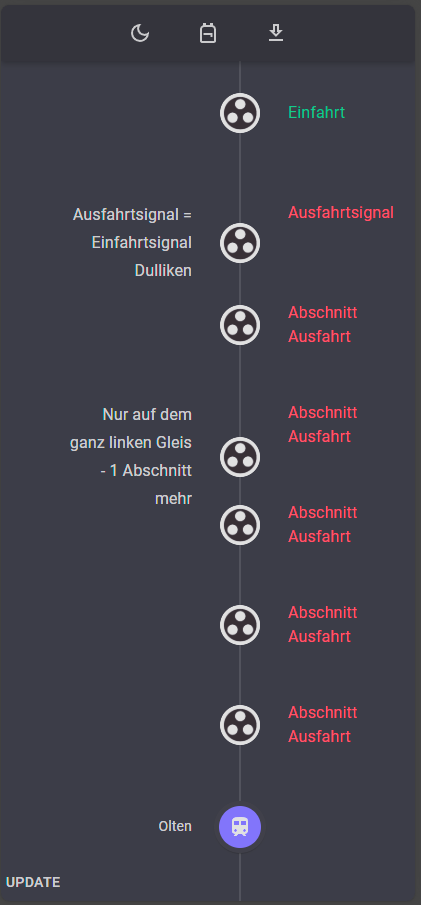 Einfahrt
Ausfahrtsignal =
Einfahrtsignal
Dulliken
Ausfahrtsignal
Abschnitt
Ausfahrt
Nur auf dem
ganz linken Gleis
- 1 Abschnitt
mehr
Abschnitt
Ausfahrt
Abschnitt
Ausfahrt
Abschnitt
Ausfahrt
Abschnitt
Ausfahrt
Olten
UPDATE